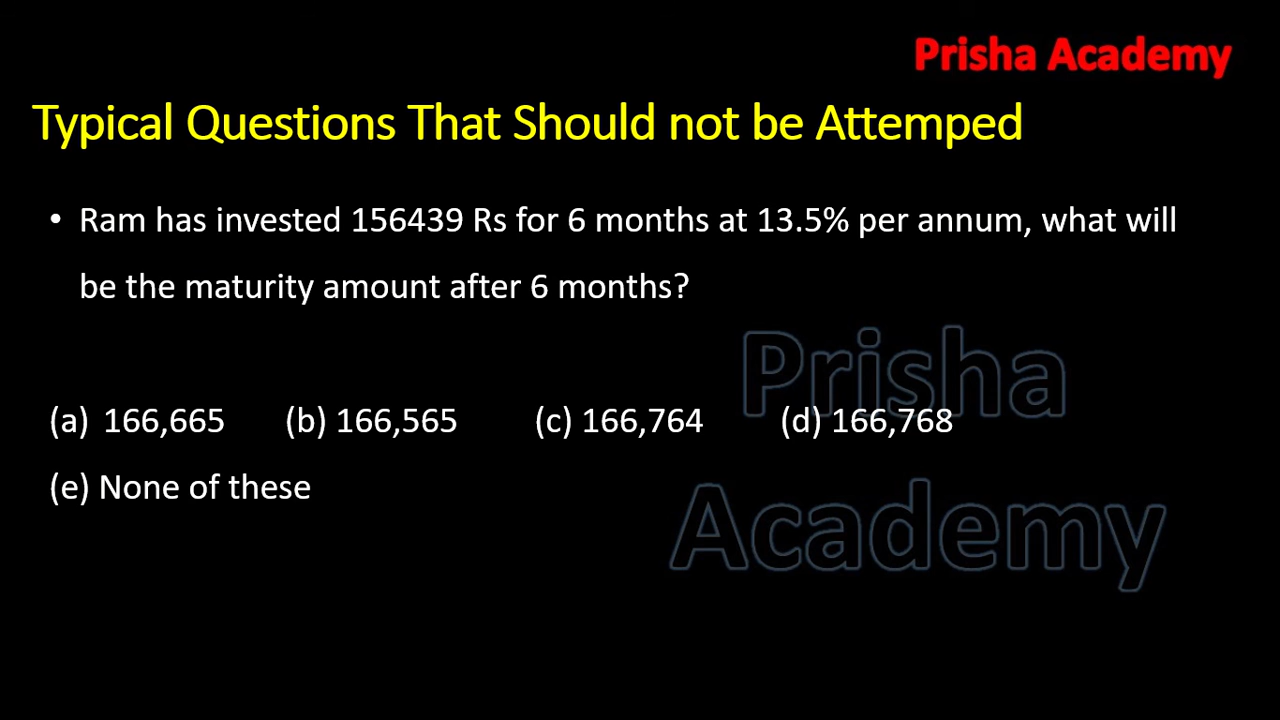 Prisha Academy
Typical Questions That Should not be Attemped
• Ram has invested 156439 Rs for 6 months at 13.5% per annum, what will
be the maturity amount after 6 months?
Prisha
(a) 166,665 (b) 166,565 (c) 166,764 (d) 166,768
(e) None of these
Academy